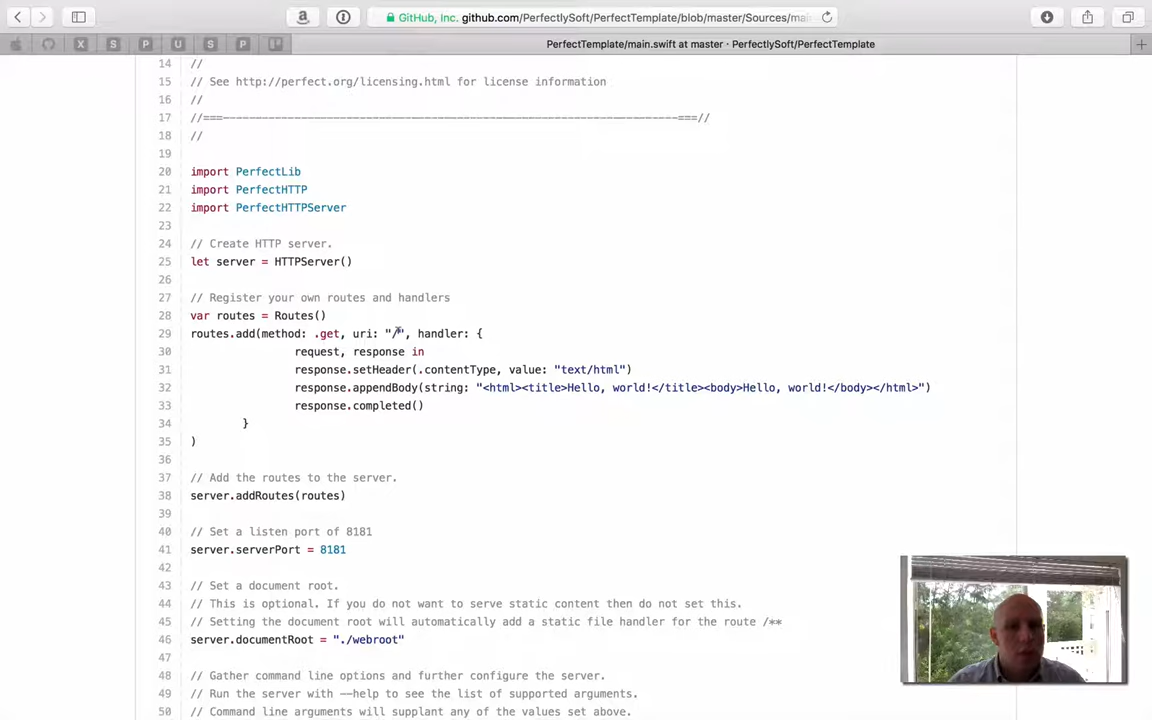 GitHub, Inc. github.com/PerfectlySoft/PerfectTemplate/blob/master/Sources/mai
PerfectTemplate/main.swift at master · PerfectlySoft/PerfectTemplate
14 //
15 // See http://perfect.org/licensing.html for license information
16 //
17 //===----------------------------------------------------------------------===//
18 //
19
20 import PerfectLib
21 import PerfectHTTP
22 import PerfectHTTPServer
23
24 // Create HTTP server.
25 let server = HTTPServer()
26
27 // Register your own routes and handlers
28 var routes = Routes()
29 routes.add(method: .get, uri: "/", handler: {
30 request, response in
31 response.setHeader(.contentType, value: "text/html")
32 response.appendBody(string: "<html><title>Hello, world!</title><body>Hello, world!</body></html>")
33 response.completed()
34 }
35 )
36
37 // Add the routes to the server.
38 server.addRoutes(routes)
39
40 // Set a listen port of 8181
41 server.serverPort = 8181
42
43 // Set a document root.
44 // This is optional. If you do not want to serve static content then do not set this.
45 // Setting the document root will automatically add a static file handler for the route /**
46 server.documentRoot = "./webroot"
47
48 // Gather command line options and further configure the server.
49 // Run the server with --help to see the list of supported arguments.
50 // Command line arguments will supplant any of the values set above.